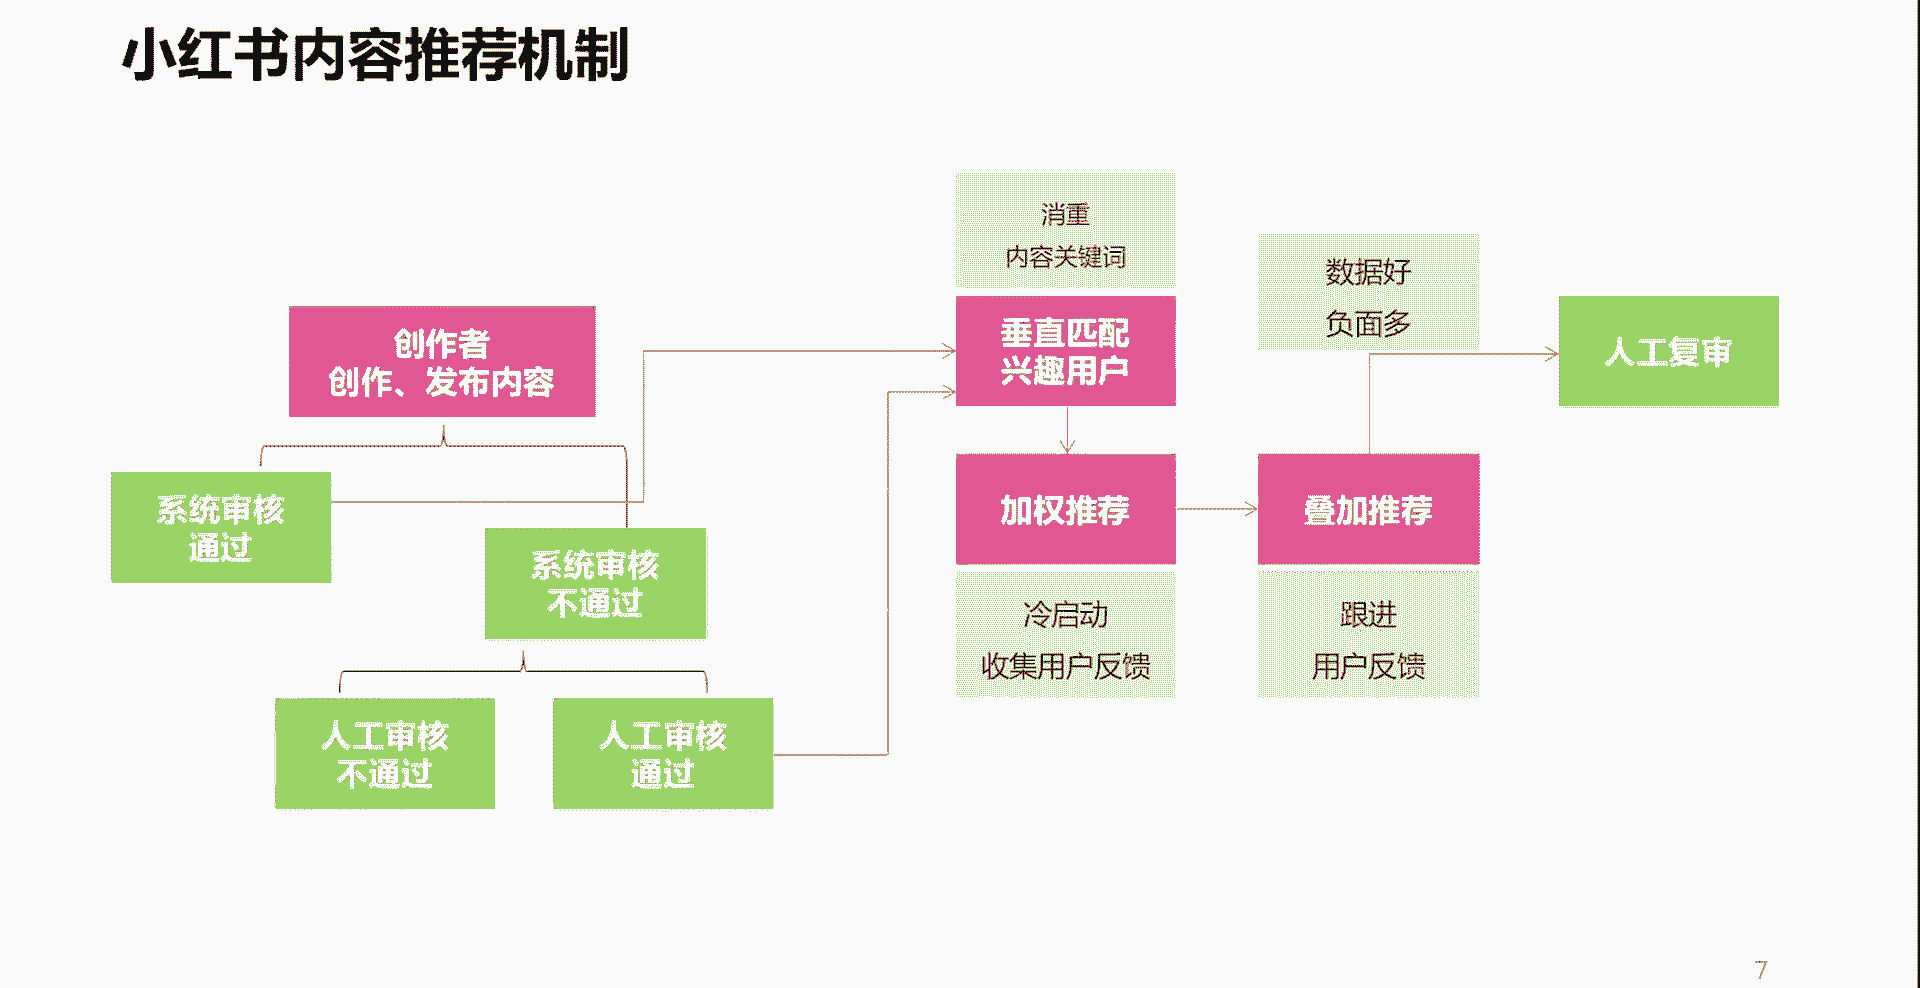 小红书内容推荐机制
创作者
创作、发布内容
系统审核
通过
系统审核
不通过
人工审核
不通过
人工审核
通过
消重
内容关键词
垂直匹配
兴趣用户
加权推荐
冷启动
收集用户反馈
数据好
负面多
叠加推荐
跟进
用户反馈
人工复审
7